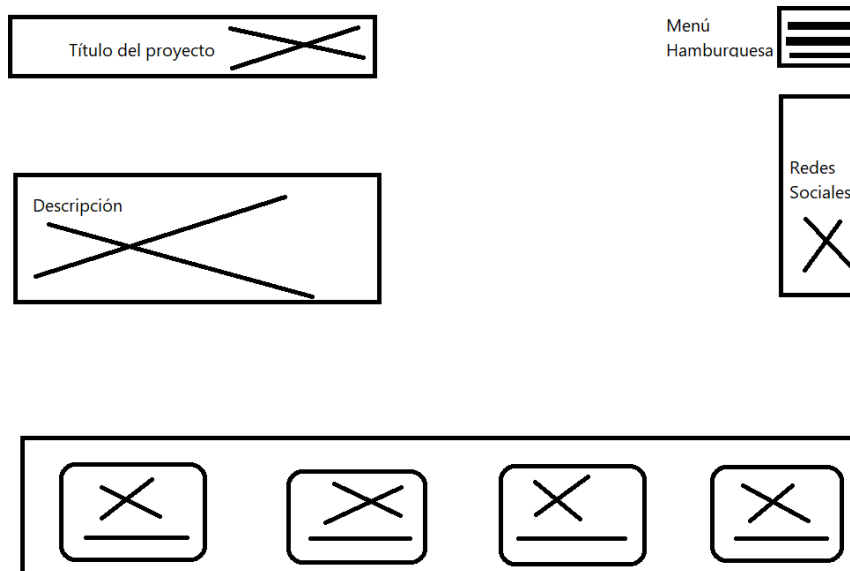 Título del proyecto
Menú
Hamburguesa
Descripción
Redes
Sociales